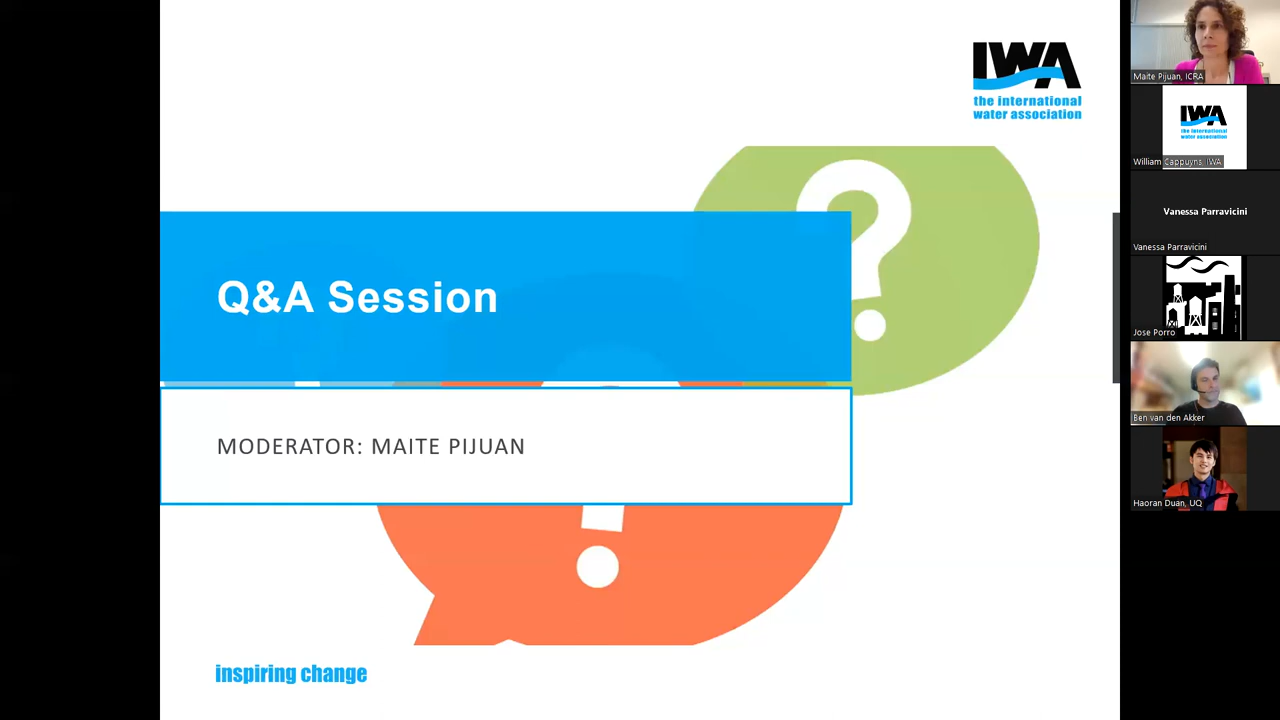 IWA
the international
water association
Q&A Session
MODERATOR: MAITE PIJUAN
inspiring change
Maite Pijuan, ICRA
IWA
the international
water association
William Cappuyns, IWA
Vanessa Parravicini
Vanessa Parravicini
Jose Porro
Ben van den Akker
Haoran Duan, UQ